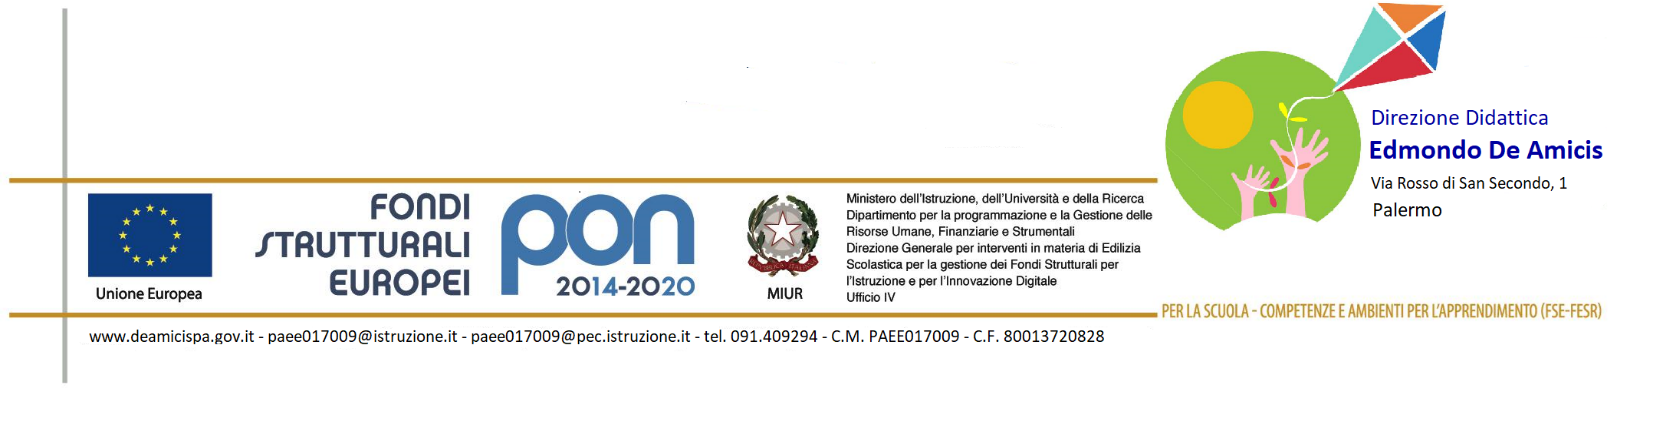 Direzione Didattica
Edmondo De Amicis
Via Rosso di San Secondo, 1
Palermo
Unione Europea
FONDI
STRUTTURALI
EUROPEI
pon
2014-2020
MIUR
Ministero dell'Istruzione, dell'Università e della Ricerca
Dipartimento per la programmazione e la Gestione delle
Risorse Umane, Finanziarie e Strumentali
Direzione Generale per interventi in materia di Edilizia
Scolastica per la gestione dei Fondi Strutturali per
l'Istruzione e per l'Innovazione Digitale
Ufficio IV
PER LA SCUOLA - COMPETENZE E AMBIENTI PER L'APPRENDIMENTO (FSE-FESR)
www.deamicispa.gov.it - paee017009@istruzione.it - paee017009@pec.istruzione.it - tel. 091.409294 - C.M. PAEE017009 - C.F. 80013720828